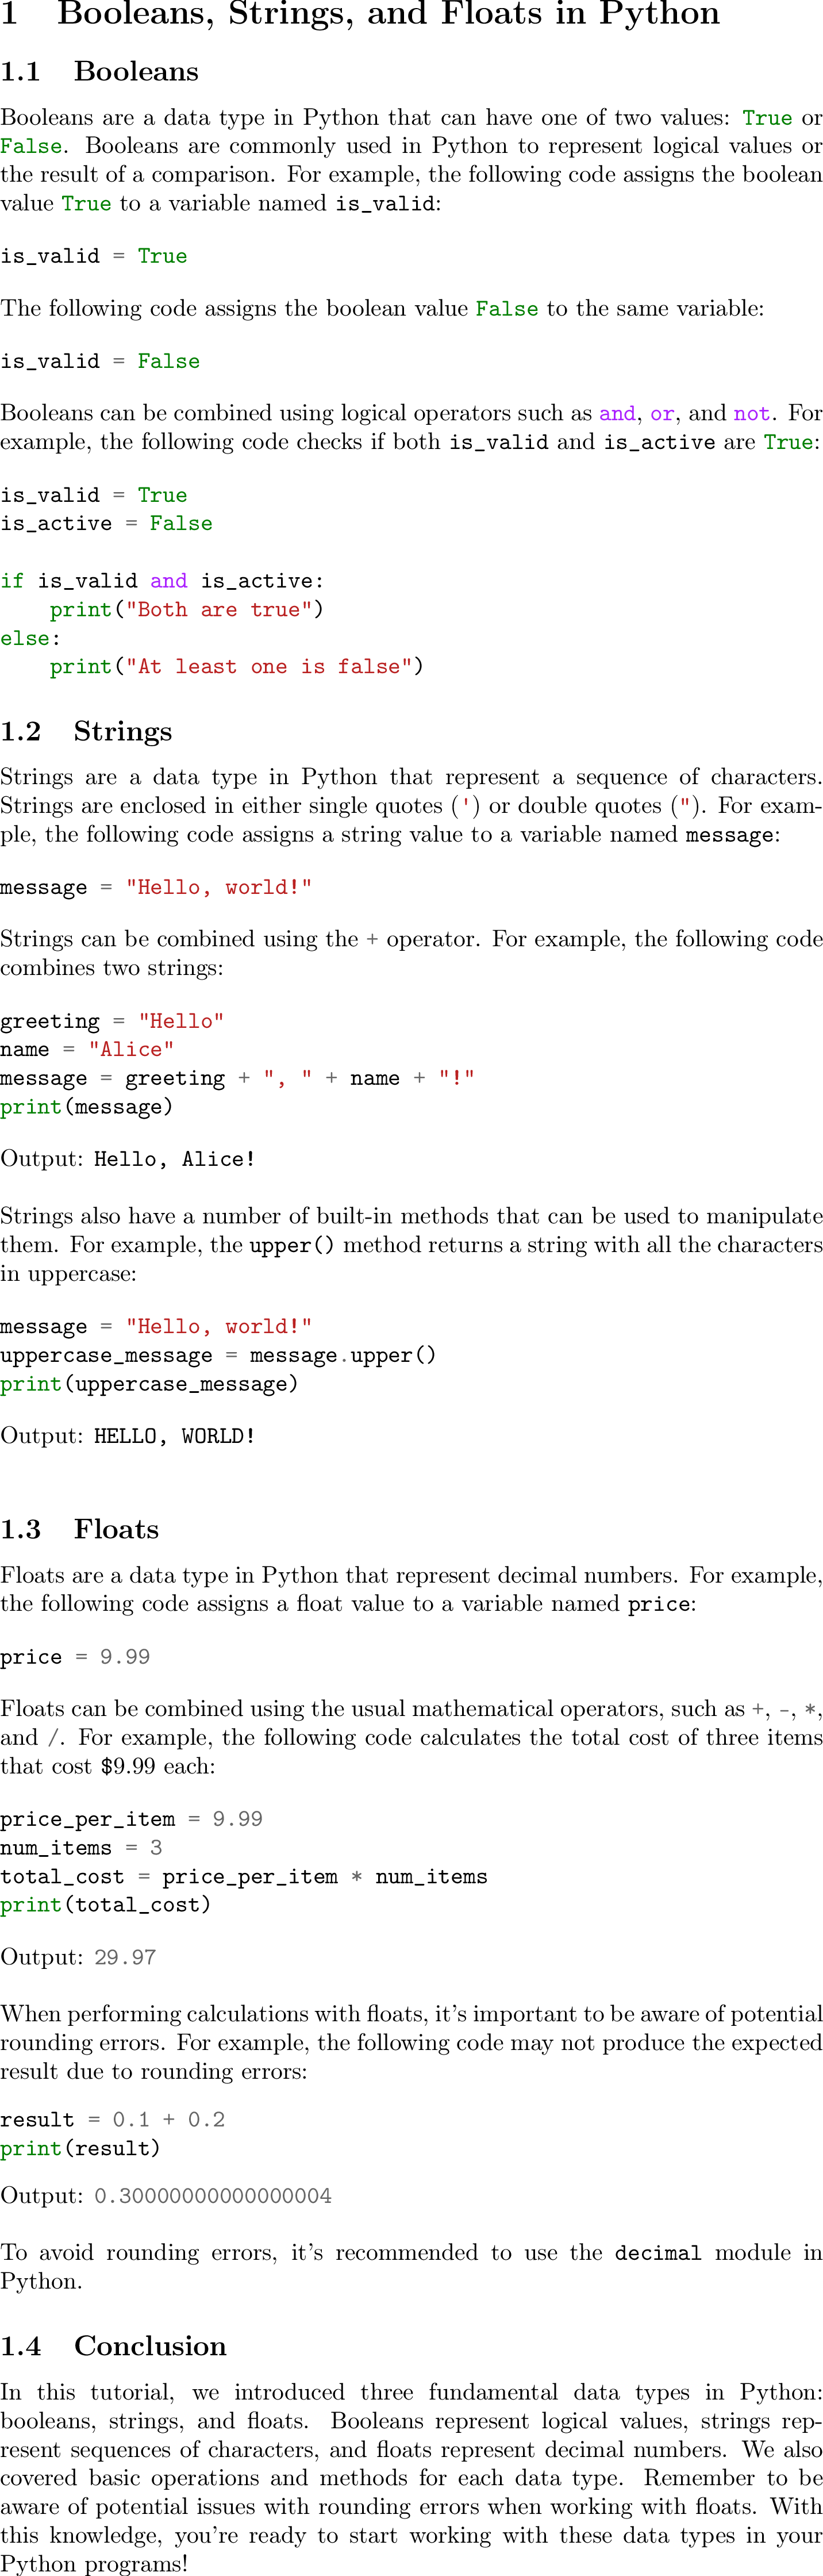 1 Booleans, Strings, and Floats in Python
1.1 Booleans
Booleans are a data type in Python that can have one of two values: True or
False. Booleans are commonly used in Python to represent logical values or
the result of a comparison. For example, the following code assigns the boolean
value True to a variable named is_valid:
is_valid = True
The following code assigns the boolean value False to the same variable:
is_valid = False
Booleans can be combined using logical operators such as and, or, and not. For
example, the following code checks if both is_valid and is_active are True:
is_valid = True
is_active = False
if is_valid and is_active:
    print("Both are true")
else:
    print("At least one is false")
1.2 Strings
Strings are a data type in Python that represent a sequence of characters.
Strings are enclosed in either single quotes (') or double quotes ("). For exam-
ple, the following code assigns a string value to a variable named message:
message = "Hello, world!"
Strings can be combined using the + operator. For example, the following code
combines two strings:
greeting = "Hello"
name = "Alice"
message = greeting + ", " + name + "!"
print(message)
Output: Hello, Alice!
Strings also have a number of built-in methods that can be used to manipulate
them. For example, the upper() method returns a string with all the characters
in uppercase:
message = "Hello, world!"
uppercase_message = message.upper()
print(uppercase_message)
Output: HELLO, WORLD!
1.3 Floats
Floats are a data type in Python that represent decimal numbers. For example,
the following code assigns a float value to a variable named price:
price = 9.99
Floats can be combined using the usual mathematical operators, such as +, -, *,
and /. For example, the following code calculates the total cost of three items
that cost $9.99 each:
price_per_item = 9.99
num_items = 3
total_cost = price_per_item * num_items
print(total_cost)
Output: 29.97
When performing calculations with floats, it's important to be aware of potential
rounding errors. For example, the following code may not produce the expected
result due to rounding errors:
result = 0.1 + 0.2
print(result)
Output: 0.30000000000000004
To avoid rounding errors, it's recommended to use the decimal module in
Python.
1.4 Conclusion
In this tutorial, we introduced three fundamental data types in Python:
booleans, strings, and floats. Booleans represent logical values, strings rep-
resent sequences of characters, and floats represent decimal numbers. We also
covered basic operations and methods for each data type. Remember to be
aware of potential issues with rounding errors when working with floats. With
this knowledge, you're ready to start working with these data types in your
Python programs!